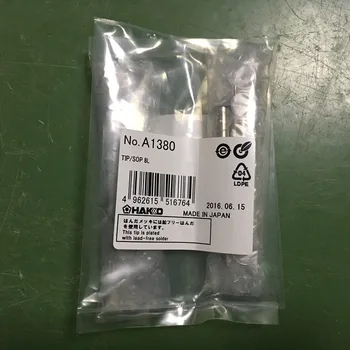 No.A1380
TIP/SOP 8L
4 962615 516764
04
LDPE
HAKKO
2016.06.15
MADE IN JAPAN
はんだメッキには鉛フリーはんだ
を使用しています。
This tip is plated
with lead-free solder